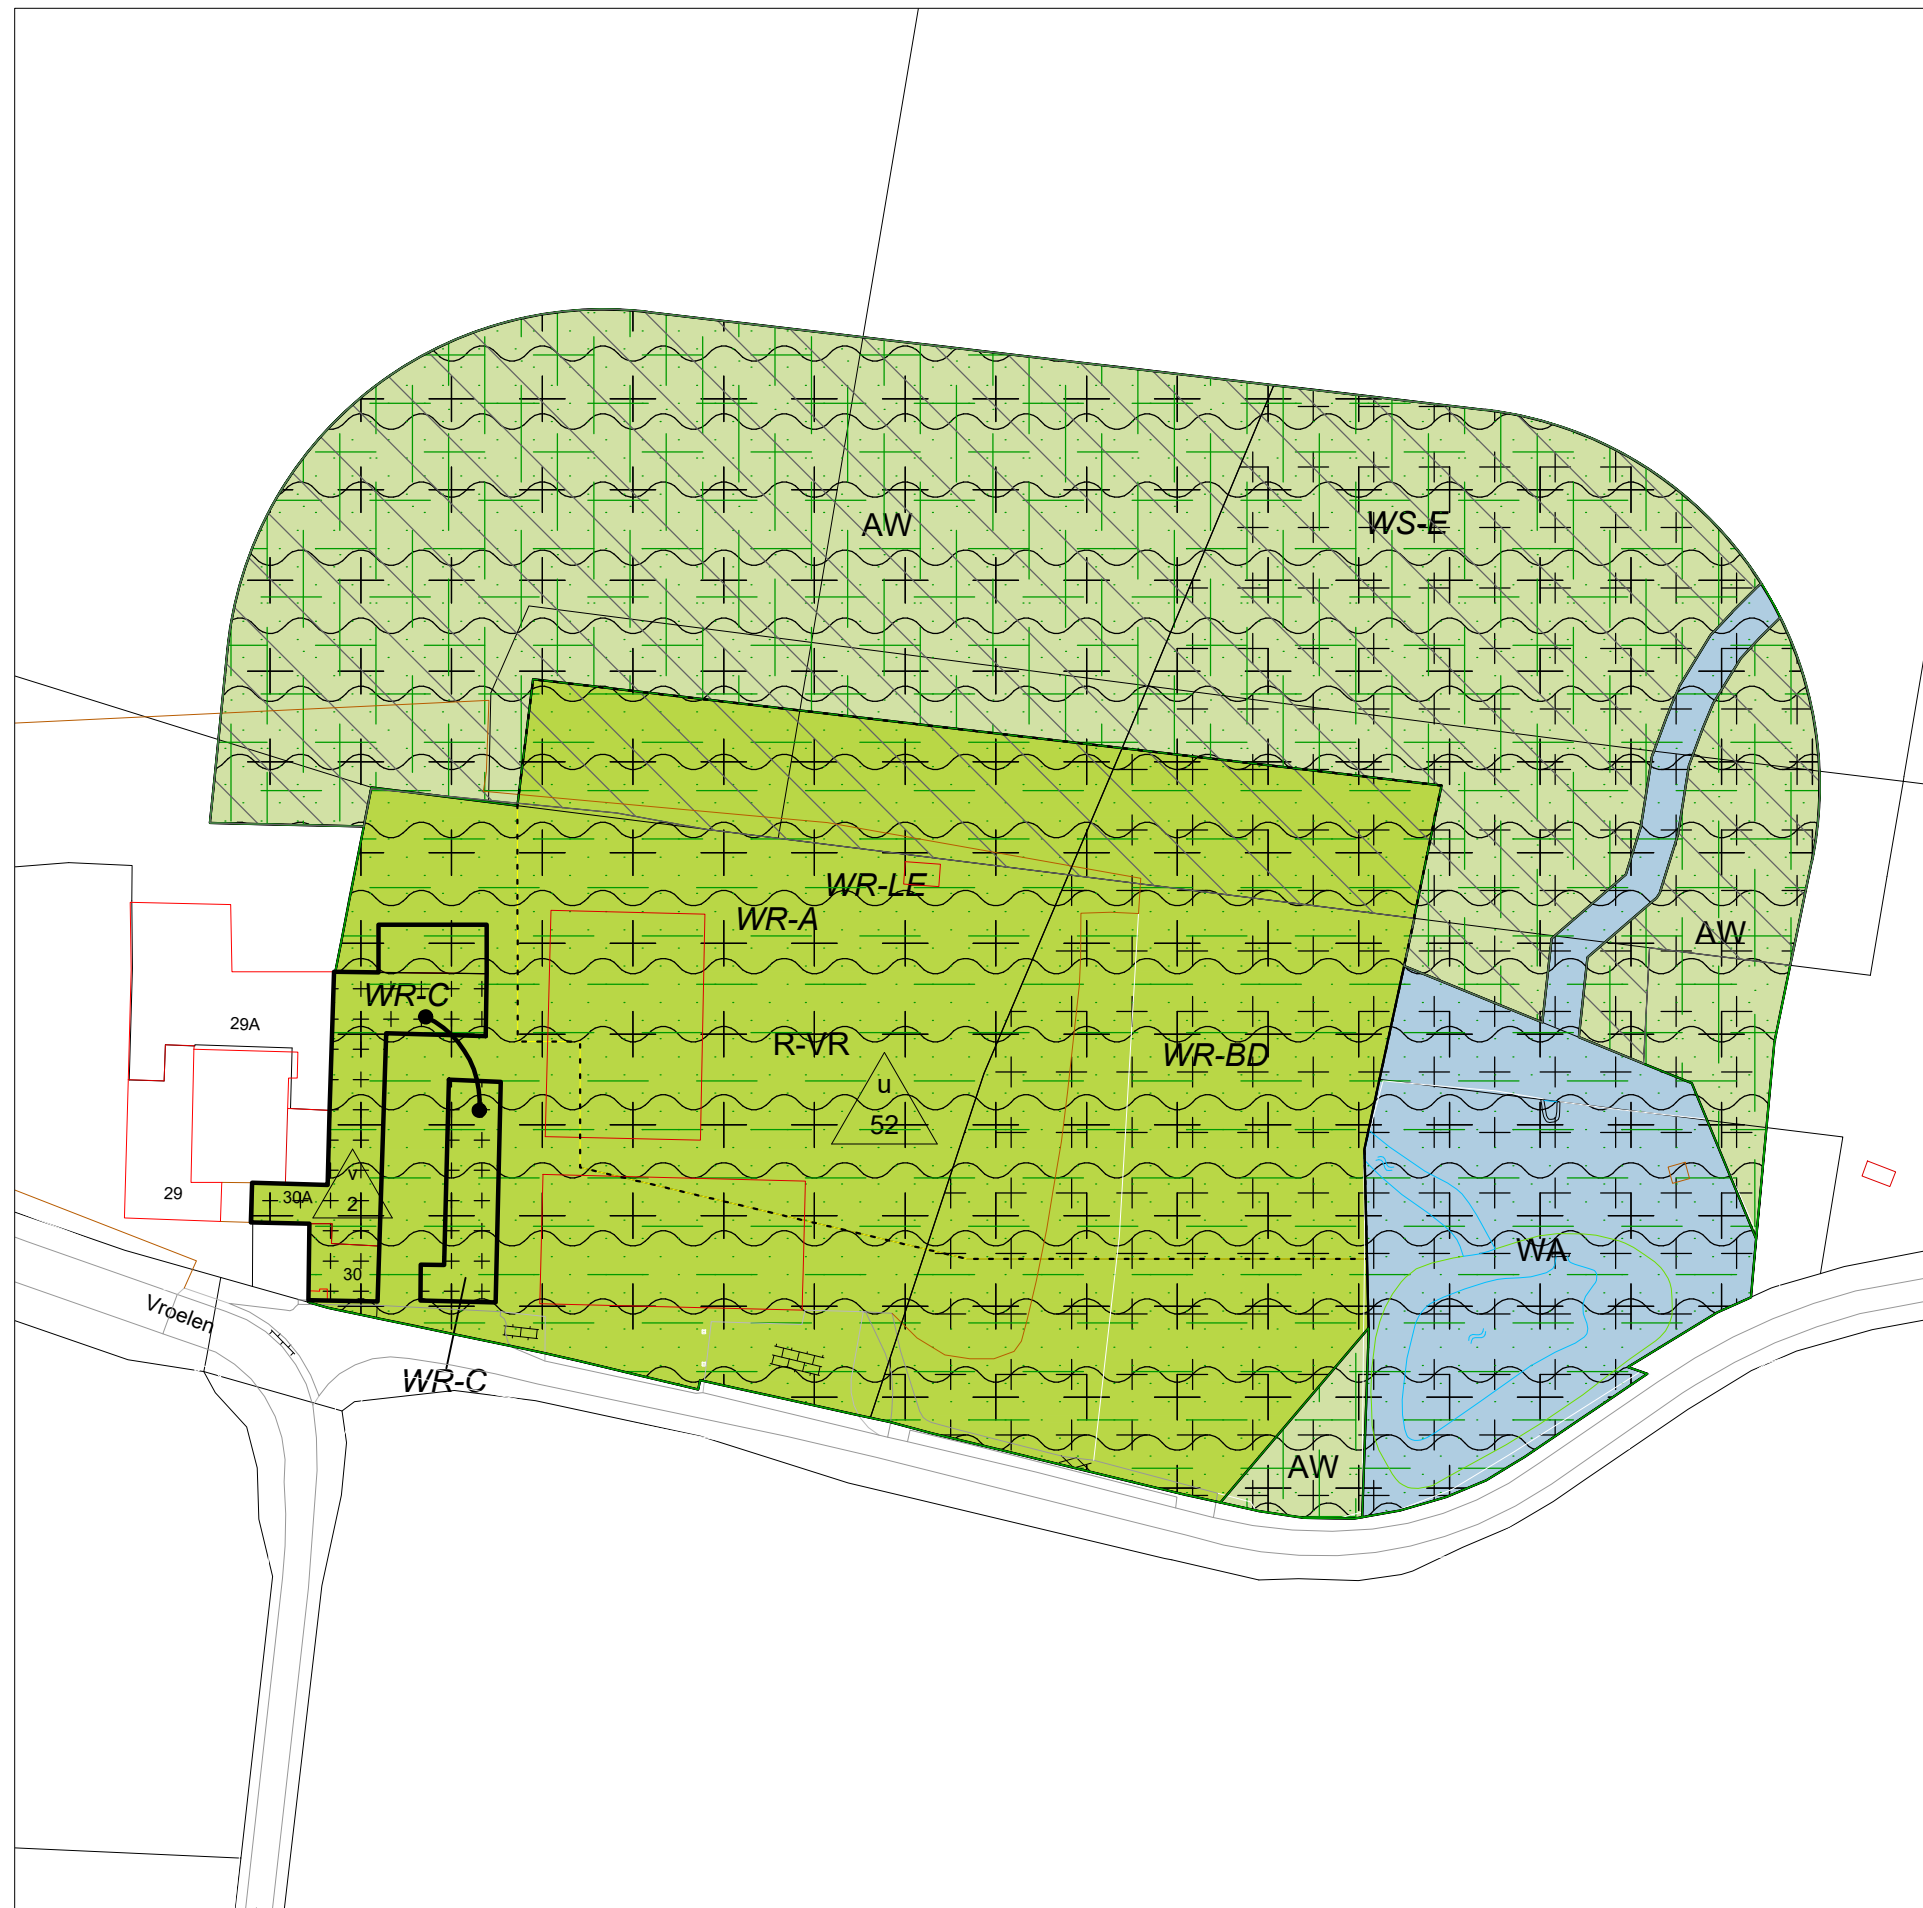 AW
WS-E
WR-LE
WR-A
AW
WR-C
29A
R-VR
WR-BD
u
52
v
2
29
30A
WA
30
Vroelen
WR-C
AW